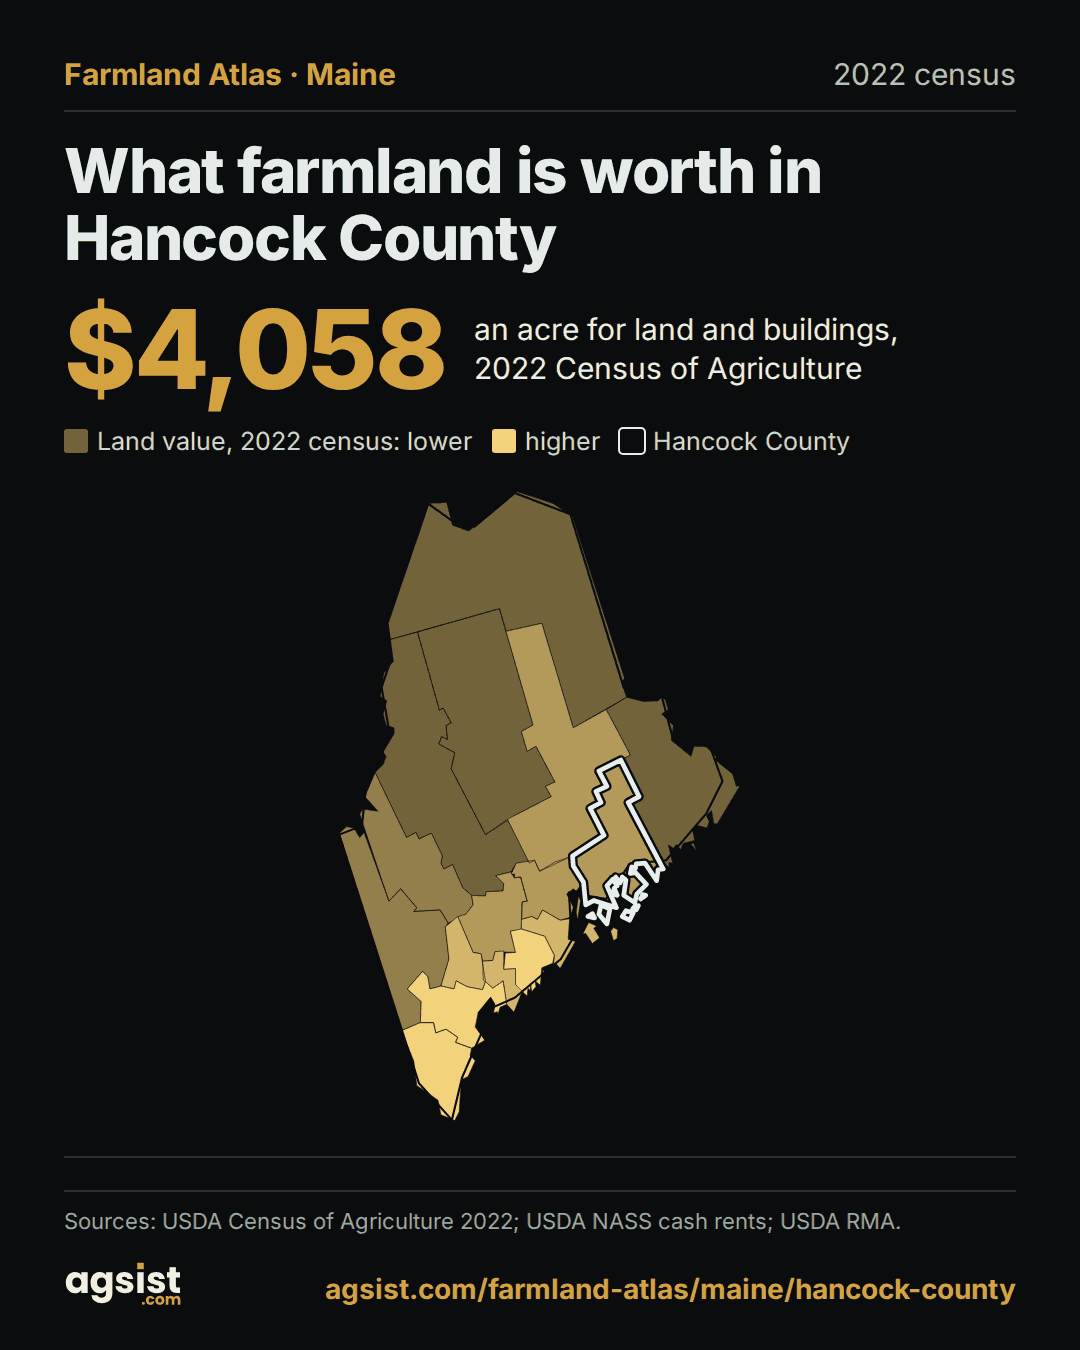 Farmland Atlas · Maine
2022 census
What farmland is worth in
Hancock County
$4,058
an acre for land and buildings,
2022 Census of Agriculture
Land value, 2022 census: lower
higher
Hancock County
Sources: USDA Census of Agriculture 2022; USDA NASS cash rents; USDA RMA.
agsist
.com
agsist.com/farmland-atlas/maine/hancock-county